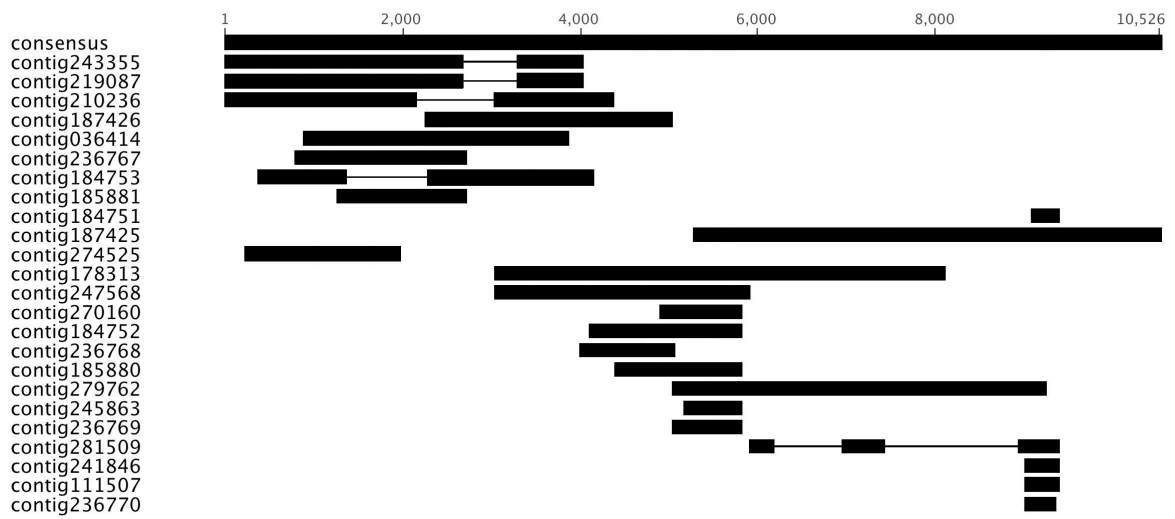 1 2,000 4,000 6,000 8,000 10,526
consensus
contig243355
contig219087
contig210236
contig187426
contig036414
contig236767
contig184753
contig185881
contig184751
contig187425
contig274525
contig178313
contig247568
contig270160
contig184752
contig236768
contig185880
contig279762
contig245863
contig236769
contig281509
contig241846
contig111507
contig236770